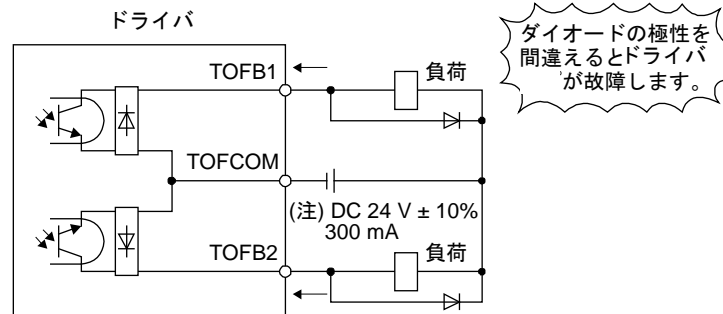 ドライバ
ダイオードの極性を
間違えるとドライバ
が故障します。
TOFB1
負荷
TOFCOM
(注) DC 24 V ± 10%
300 mA
TOFB2
負荷